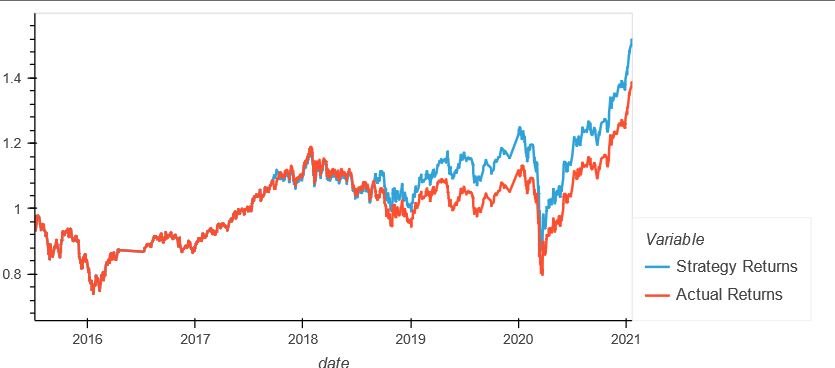 1.4
1.2
1
0.8
2016 2017 2018 2019 2020 2021
date
Variable
Strategy Returns
Actual Returns